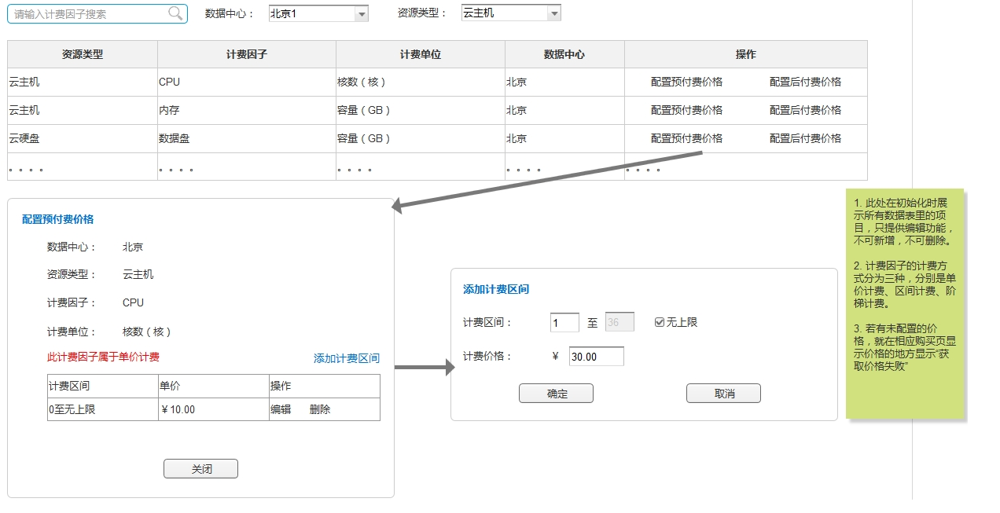 请输入计费因子搜索 数据中心： 北京1 资源类型： 云主机
资源类型 计费因子 计费单位 数据中心 操作
云主机 CPU 核数（核） 北京 配置预付费价格 配置后付费价格
云主机 内存 容量（GB） 北京 配置预付费价格 配置后付费价格
云硬盘 数据盘 容量（GB） 北京 配置预付费价格 配置后付费价格
。。。。 。。。。 。。。。 。。。。 。。。。
配置预付费价格
数据中心： 北京
资源类型： 云主机
计费因子： CPU
计费单位： 核数（核）
此计费因子属于单价计费 添加计费区间
计费区间 单价 操作
0至无上限 ￥10.00 编辑 删除
关闭
添加计费区间
计费区间： 1 至 36 无上限
计费价格： ￥ 30.00
确定 取消
1. 此处在初始化时展
示所有数据表里的项
目，只提供编辑功能，
不可新增，不可删除。
2. 计费因子的计费方
式分为三种，分别是单
价计费、区间计费、阶
梯计费。
3. 若有未配置的价
格，就在相应购买页显
示价格的地方显示“获
取价格失败”